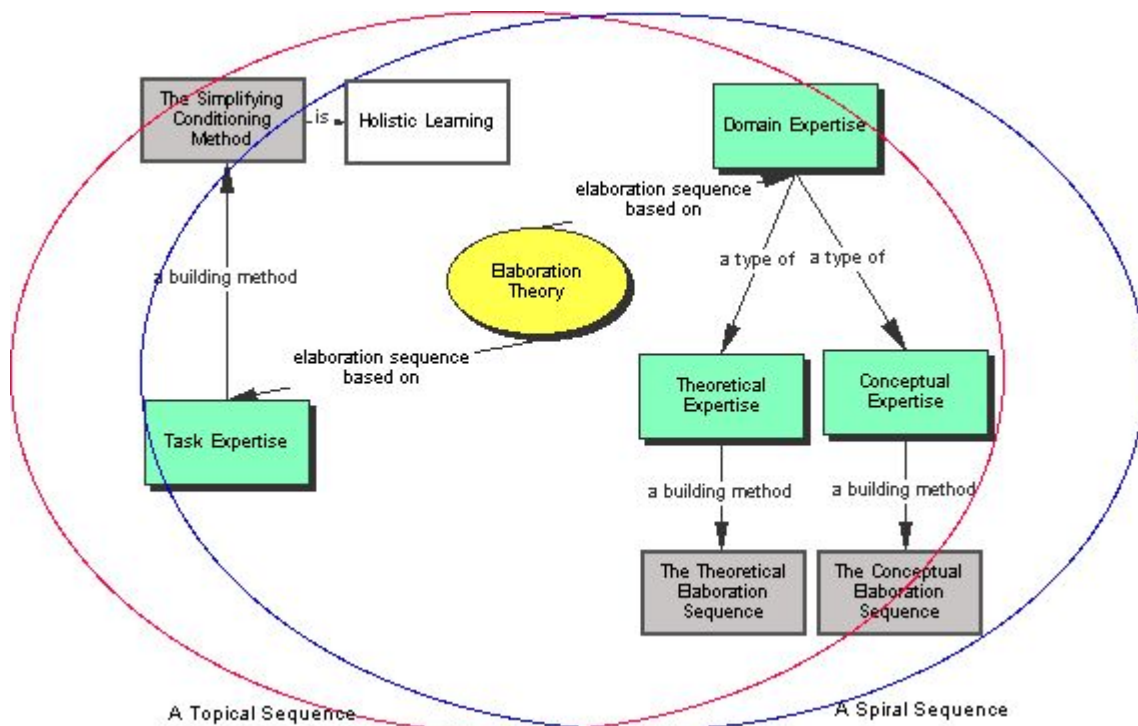 The Simplifying
Conditioning
Method
is
Holistic Learning
Domain Expertise
elaboration sequence
based on
Elaboration
Theory
a type of
a type of
a building method
elaboration sequence
based on
Theoretical
Expertise
Conceptual
Expertise
Task Expertise
a building method
a building method
The Theoretical
Elaboration
Sequence
The Conceptual
Elaboration
Sequence
A Topical Sequence
A Spiral Sequence